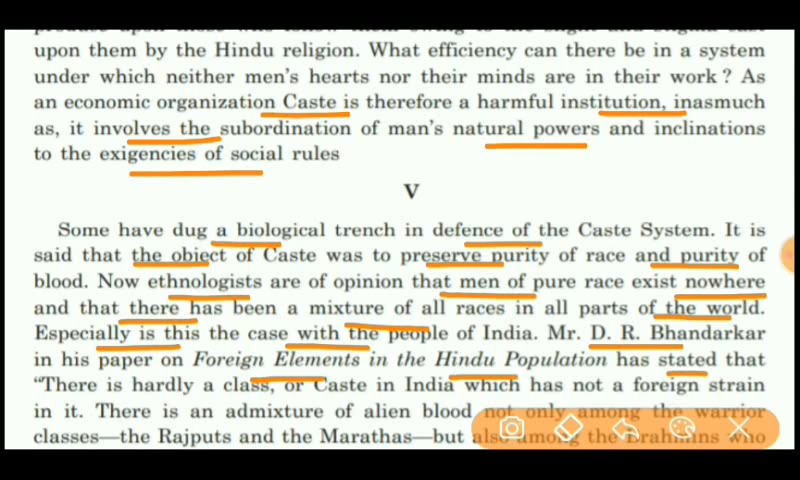 upon them by the Hindu religion. What efficiency can there be in a system
under which neither men's hearts nor their minds are in their work ? As
an economic organization Caste is therefore a harmful institution, inasmuch
as, it involves the subordination of man's natural powers and inclinations
to the exigencies of social rules
V
Some have dug a biological trench in defence of the Caste System. It is
said that the object of Caste was to preserve purity of race and purity of
blood. Now ethnologists are of opinion that men of pure race exist nowhere
and that there has been a mixture of all races in all parts of the world.
Especially is this the case with the people of India. Mr. D. R. Bhandarkar
in his paper on Foreign Elements in the Hindu Population has stated that
“There is hardly a class, or Caste in India which has not a foreign strain
in it. There is an admixture of alien blood not only among the warrior
classes—the Rajputs and the Marathas—but also among the Brahmins who